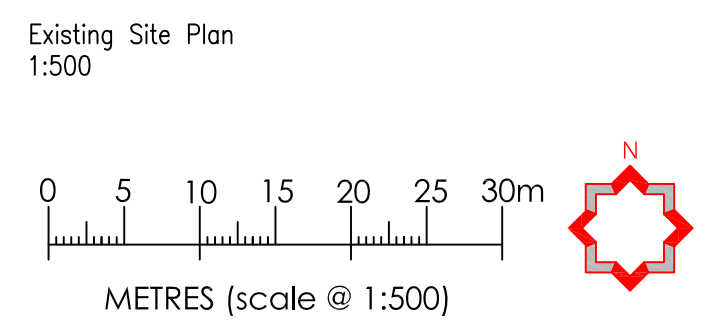 Existing Site Plan
1:500
N
0 5 10 15 20 25 30m
METRES (scale @ 1:500)